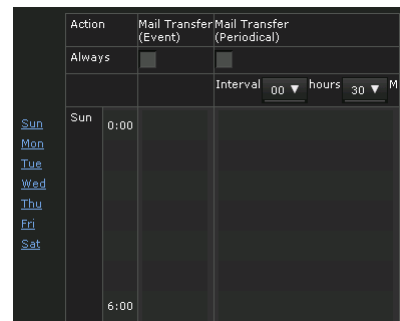 Action Mail Transfer (Event) Mail Transfer (Periodical)
Always
Interval 00 ▼ hours 30 ▼ M
Sun 0:00
Sun
Mon
Tue
Wed
Thu
Fri
Sat
6:00